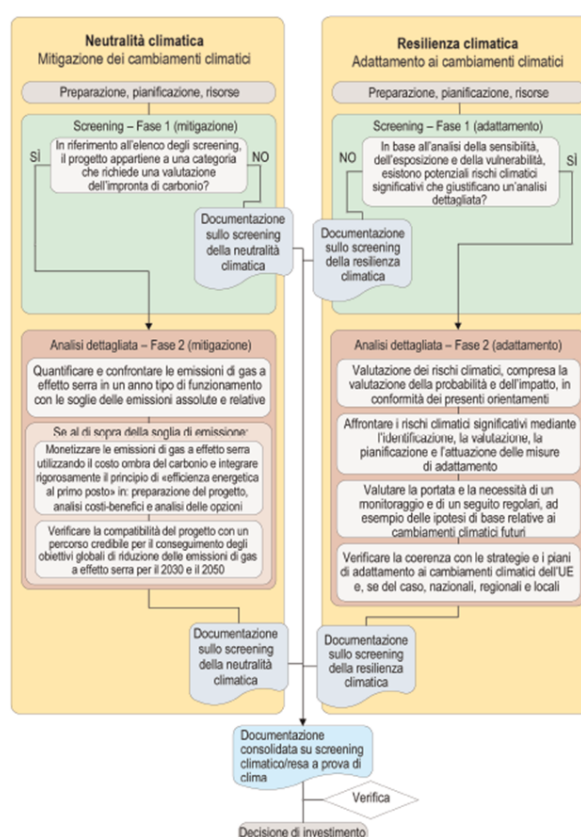 Neutralità climatica
Mitigazione dei cambiamenti climatici
Preparazione, pianificazione, risorse
Screening – Fase 1 (mitigazione)
SÌ
In riferimento all'elenco degli screening,
il progetto appartiene a una categoria
che richiede una valutazione
dell'impronta di carbonio?
NO
Documentazione
sullo screening
della neutralità
climatica
Analisi dettagliata – Fase 2 (mitigazione)
Quantificare e confrontare le emissioni di gas a
effetto serra in un anno tipo di funzionamento
con le soglie delle emissioni assolute e relative
Se al di sopra della soglia di emissione:
Monetizzare le emissioni di gas a effetto serra
utilizzando il costo ombra del carbonio e integrare
rigorosamente il principio di «efficienza energetica
al primo posto» in: preparazione del progetto,
analisi costi-benefici e analisi delle opzioni
Verificare la compatibilità del progetto con un
percorso credibile per il conseguimento degli
obiettivi globali di riduzione delle emissioni di gas
a effetto serra per il 2030 e il 2050
Documentazione
sullo screening
della neutralità
climatica
Resilienza climatica
Adattamento ai cambiamenti climatici
Preparazione, pianificazione, risorse
Screening – Fase 1 (adattamento)
NO
In base all'analisi della sensibilità,
dell'esposizione e della vulnerabilità,
esistono potenziali rischi climatici
significativi che giustificano un'analisi
dettagliata?
SÌ
Documentazione
sullo screening
della resilienza
climatica
Analisi dettagliata – Fase 2 (adattamento)
Valutazione dei rischi climatici, compresa la
valutazione della probabilità e dell'impatto, in
conformità dei presenti orientamenti
Affrontare i rischi climatici significativi mediante
l'identificazione, la valutazione, la
pianificazione e l'attuazione delle misure
di adattamento
Valutare la portata e la necessità di un
monitoraggio e di un seguito regolari, ad
esempio delle ipotesi di base relative ai
cambiamenti climatici futuri
Verificare la coerenza con le strategie e i piani
di adattamento ai cambiamenti climatici dell'UE
e, se del caso, nazionali, regionali e locali
Documentazione
sullo screening
della resilienza
climatica
Documentazione
consolidata su screening
climatico/resa a prova di
clima
Verifica
Decisione di investimento